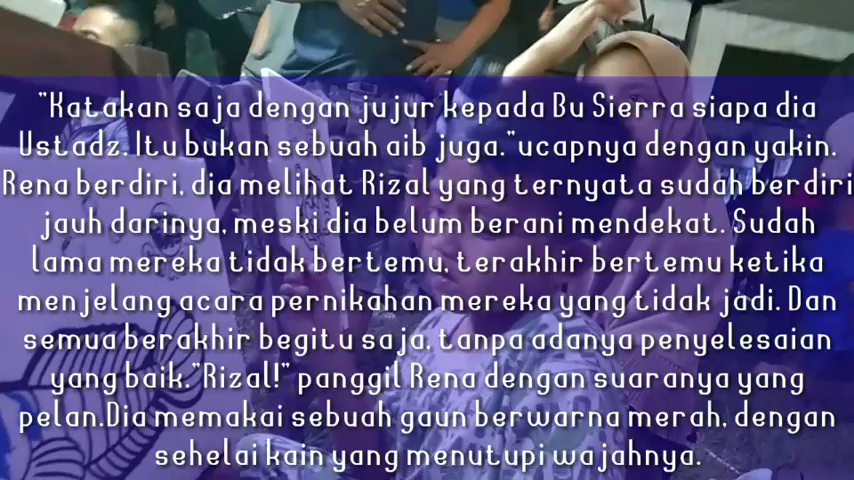 "Katakan saja dengan jujur kepada Bu Sierra siapa dia
Ustadz. Itu bukan sebuah aib juga."ucapnya dengan yakin.
Rena berdiri, dia melihat Rizal yang ternyata sudah berdiri
jauh darinya, meski dia belum berani mendekat. Sudah
lama mereka tidak bertemu, terakhir bertemu ketika
menjelang acara pernikahan mereka yang tidak jadi. Dan
semua berakhir begitu saja, tanpa adanya penyelesaian
yang baik."Rizal!" panggil Rena dengan suaranya yang
pelan.Dia memakai sebuah gaun berwarna merah, dengan
sehelai kain yang menutupi wajahnya.